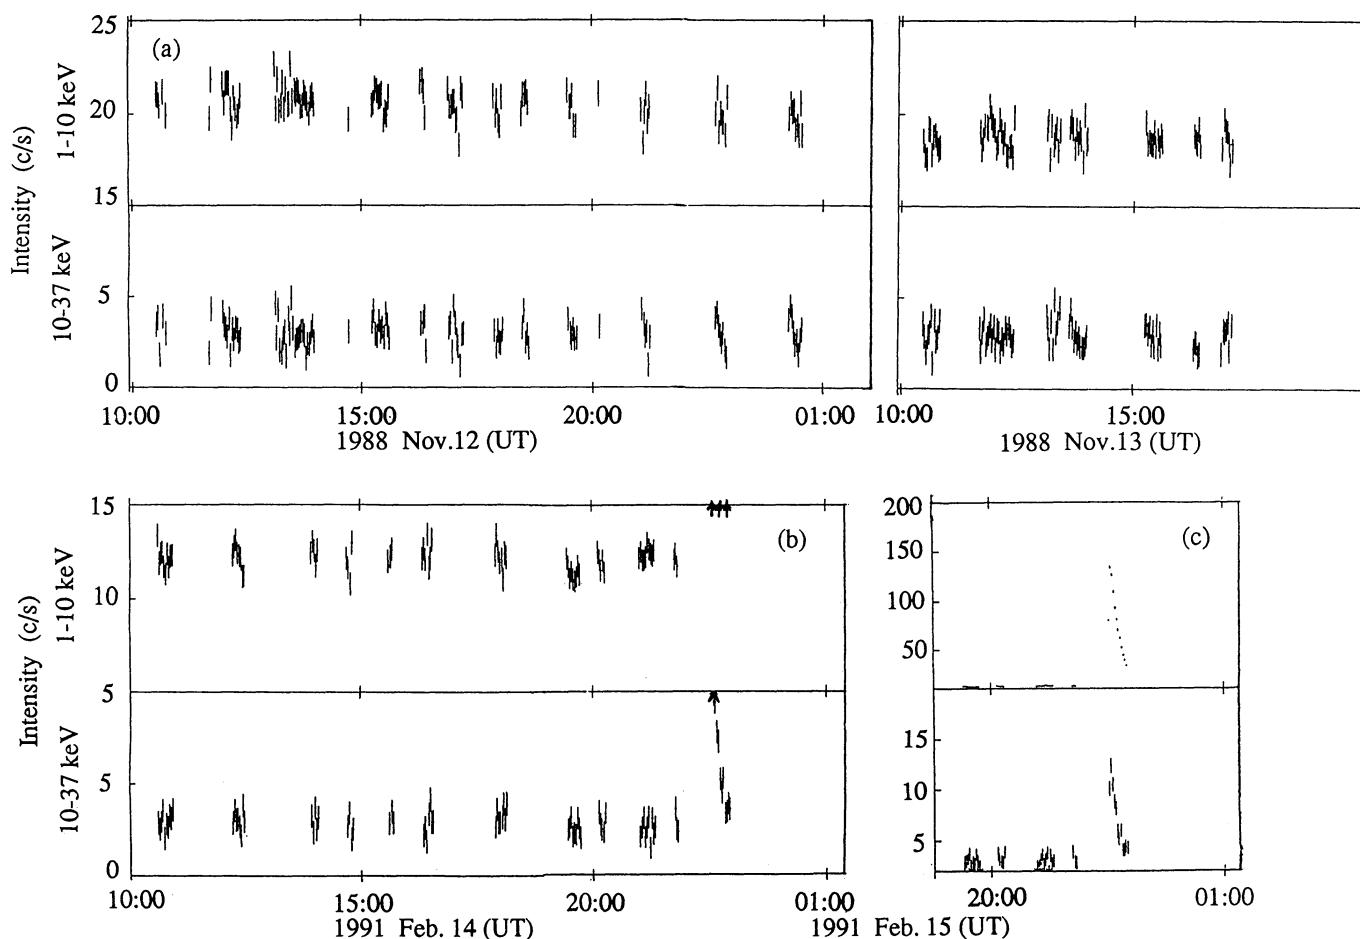 25
(a)
20
1-10 keV
15
Intensity (c/s)
10-37 keV
5
0
10:00 15:00 20:00 01:00
1988 Nov.12 (UT)
10:00 15:00
1988 Nov.13 (UT)
15
(b)
1-10 keV
10
Intensity (c/s)
5
10-37 keV
5
0
10:00 15:00 20:00 01:00
1991 Feb. 14 (UT)
200
(c)
150
100
50
15
10
5
20:00 01:00
1991 Feb. 15 (UT)